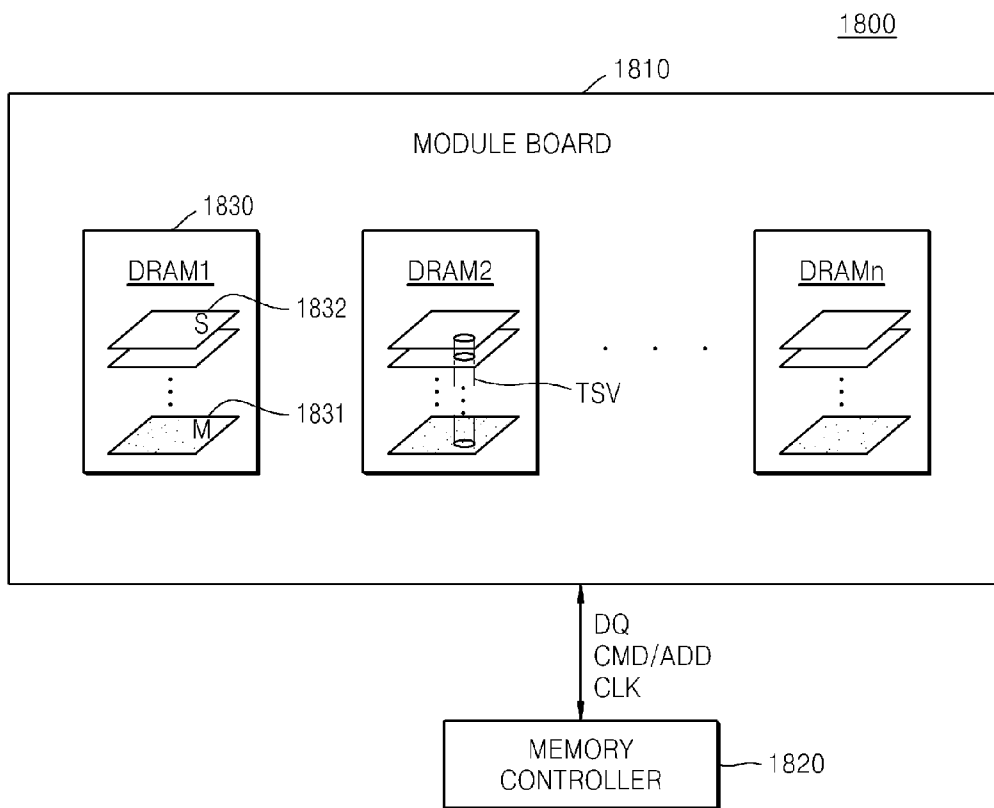 1800
1810
MODULE BOARD
1830
DRAM1
DRAM2
DRAMn
S
1832
TSV
M
1831
DQ
CMD/ADD
CLK
MEMORY
CONTROLLER
1820